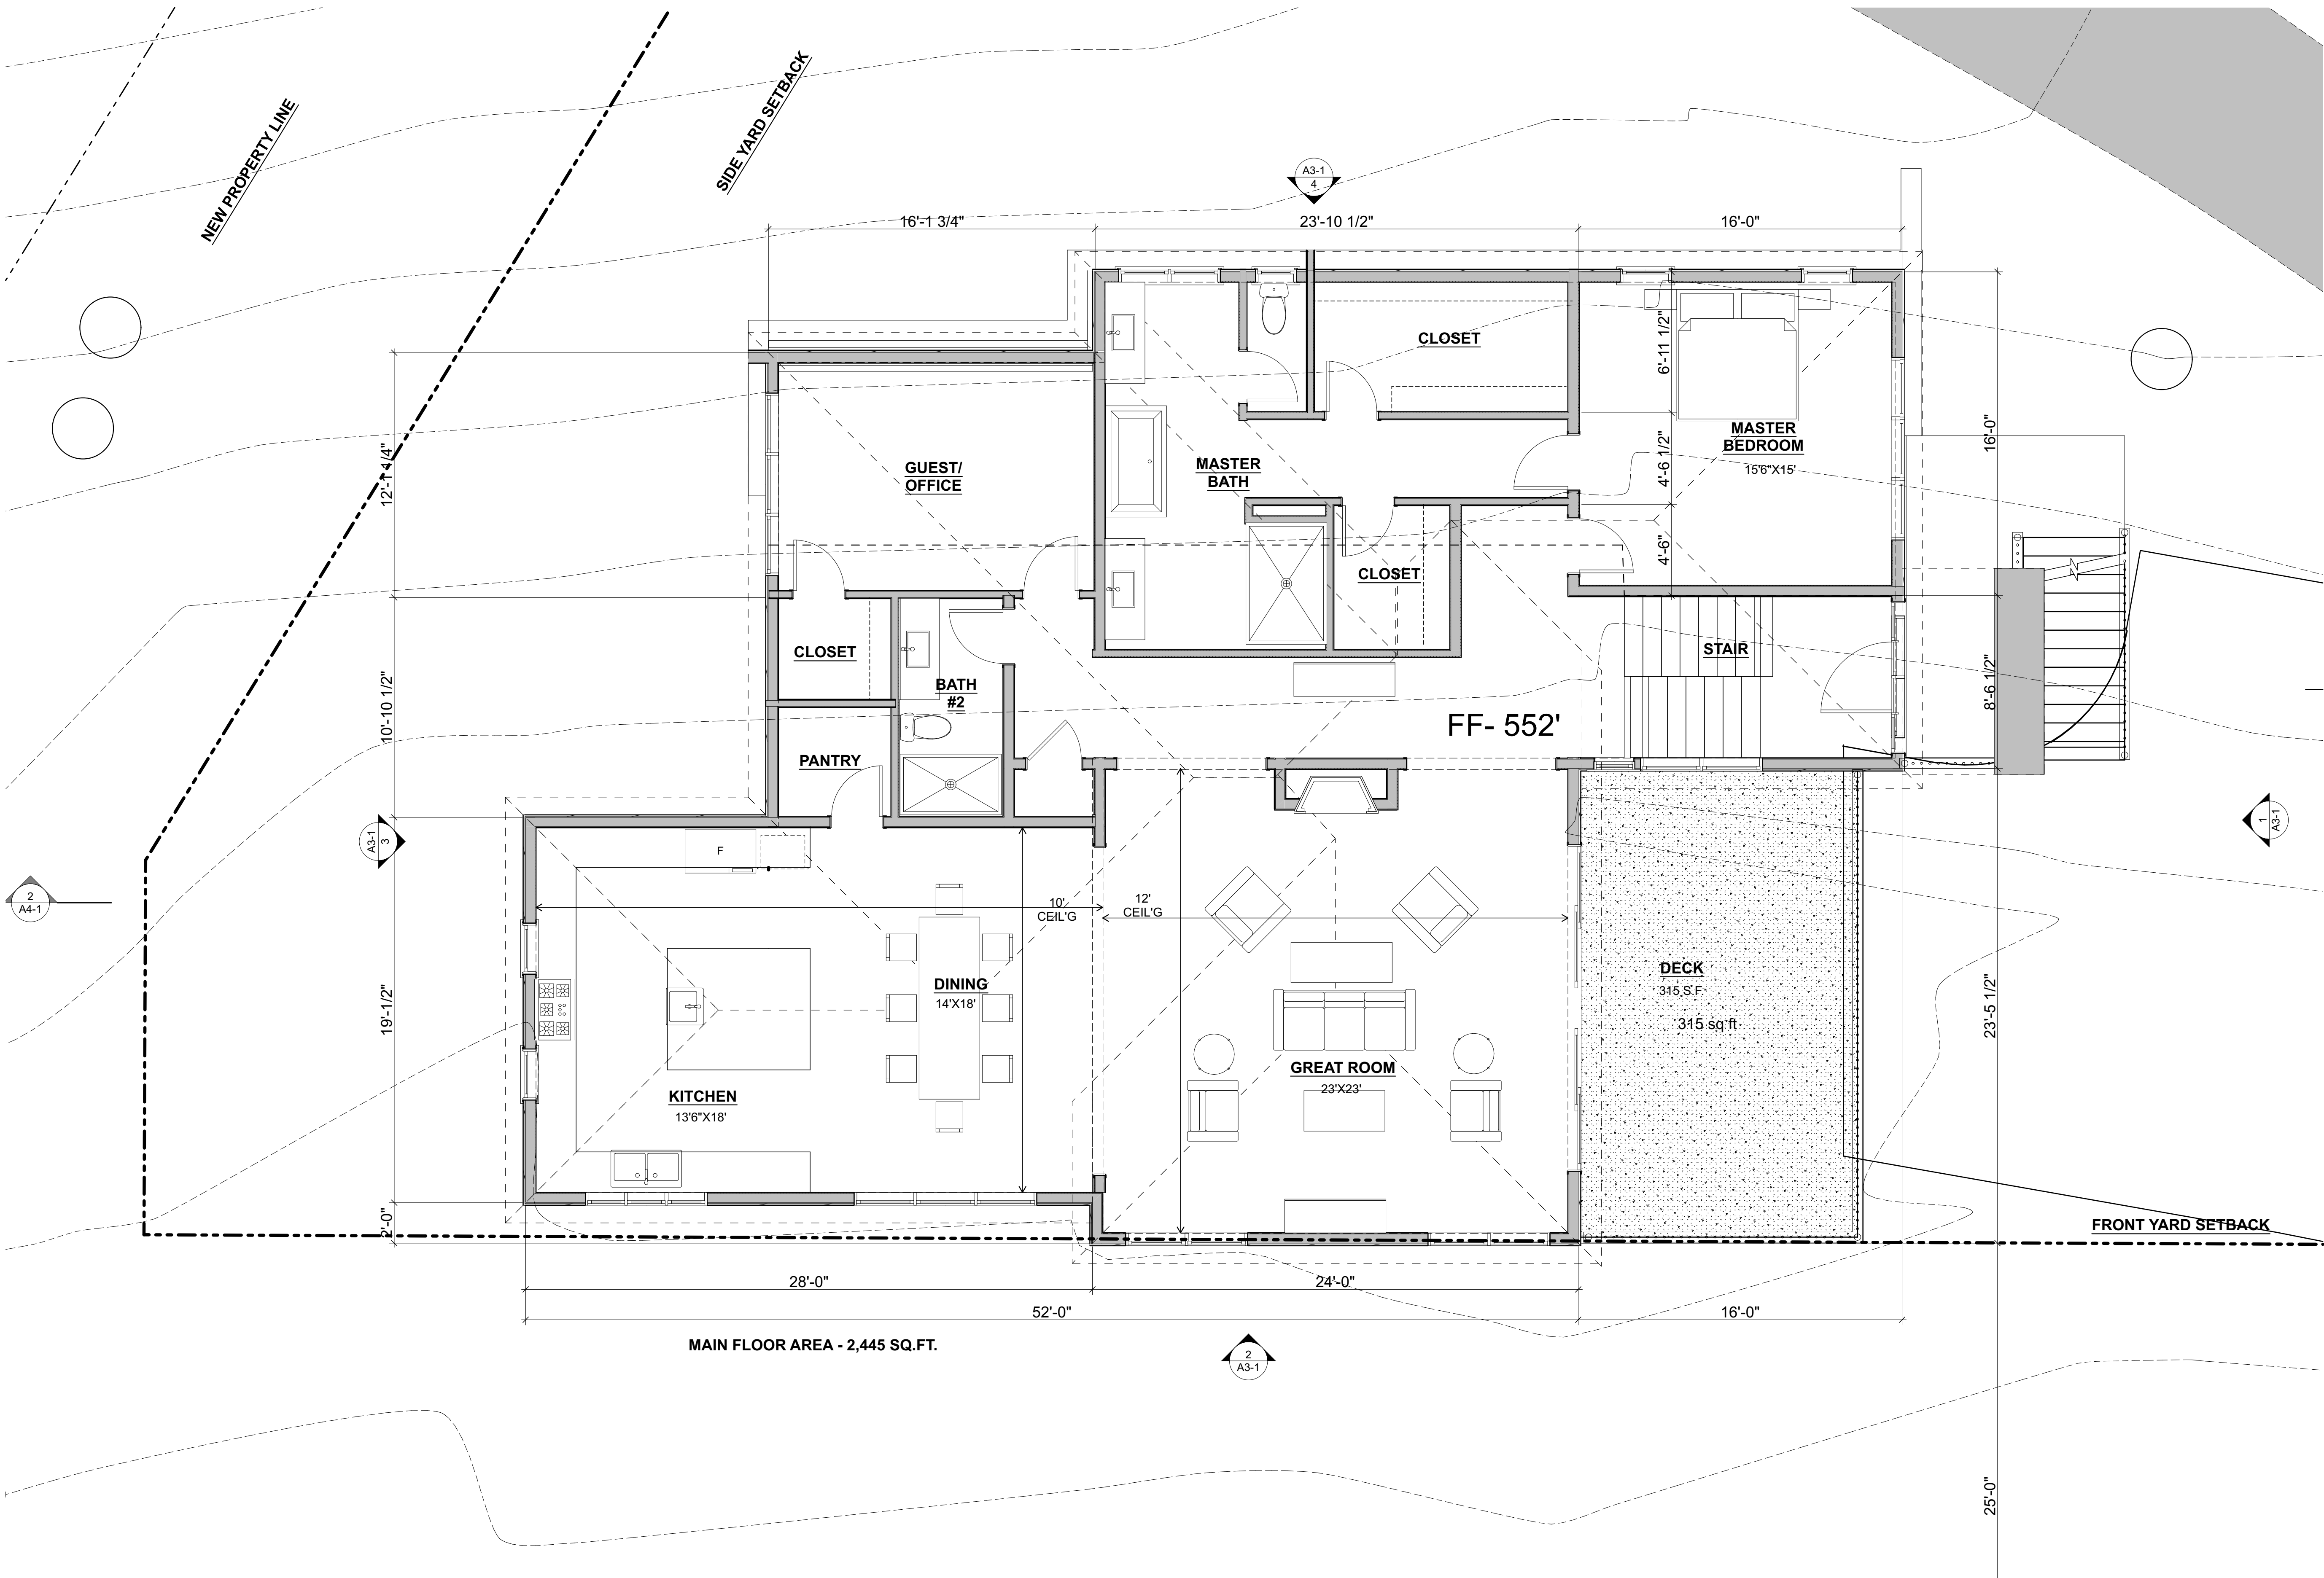 NEW PROPERTY LINE
SIDE YARD SETBACK
A3-1
4
16'-1 3/4"
23'-10 1/2"
16'-0"
CLOSET
6'-11 1/2"
MASTER
BEDROOM
15'6"X15'
16'-0"
12'-1 1/4"
GUEST/
OFFICE
MASTER
BATH
4'-6 1/2"
4'-6"
CLOSET
CLOSET
STAIR
8'-6 1/2"
10'-10 1/2"
BATH
#2
FF- 552'
PANTRY
A3-1
3
F
1
A3-1
2
A4-1
10'
CEIL'G
12'
CEIL'G
DINING
14'X18'
DECK
315 S.F.
315 sq ft
19'-1/2"
23'-5 1/2"
GREAT ROOM
23'X23'
KITCHEN
13'6"X18'
2'-0"
FRONT YARD SETBACK
28'-0"
24'-0"
52'-0"
16'-0"
MAIN FLOOR AREA - 2,445 SQ.FT.
2
A3-1
25'-0"